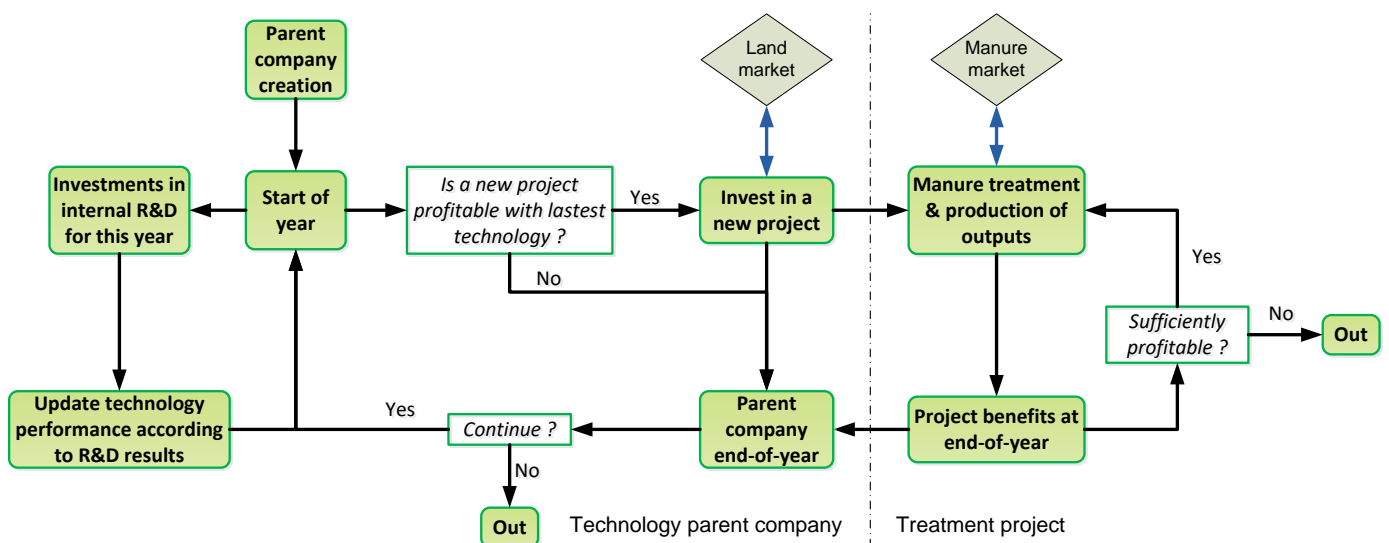 Parent
company
creation
Land
market
Manure
market
Investments in
internal R&D
for this year
Start of
year
Is a new project
profitable with lastest
technology ?
Yes
Invest in a
new project
Manure treatment
& production of
outputs
No
Yes
Sufficiently
profitable ?
No
Out
Update technology
performance according
to R&D results
Yes
Continue ?
Parent
company
end-of-year
Project benefits at
end-of-year
No
Out
Technology parent company
Treatment project